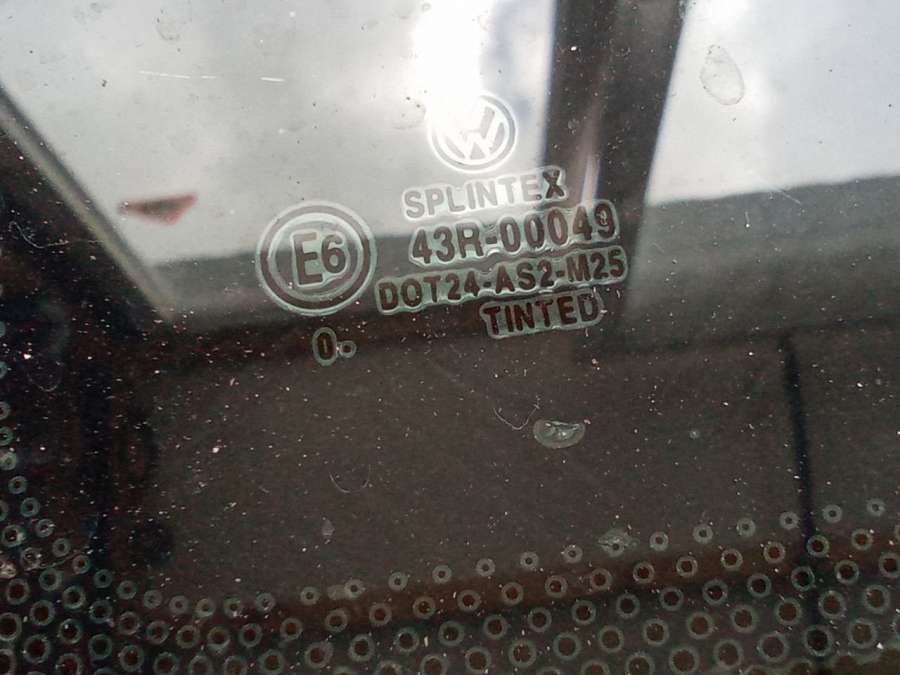 SPLINTEX
E6
43R-00049
DOT24-AS2-M25
TINTED
0.